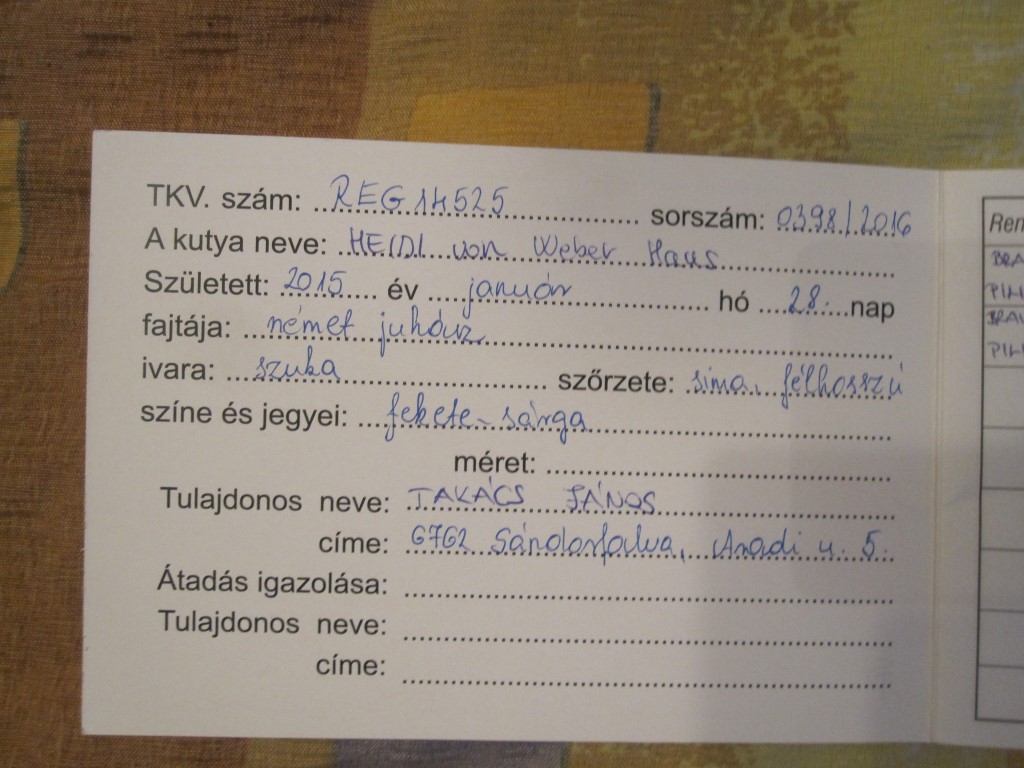 TKV. szám: REG 14525 sorszám: 0398/2016
A kutya neve: HEIDI von Weber Haus
Született: 2015 év január hó 28. nap
fajtája: német juhász
ivara: szuka szőrzete: sima, félhosszú
színe és jegyei: fekete-sárga
méret:
Tulajdonos neve: TAKÁCS JÁNOS
címe: 6762 Sándorfalva, Aradi u. 5.
Átadás igazolása:
Tulajdonos neve:
címe: